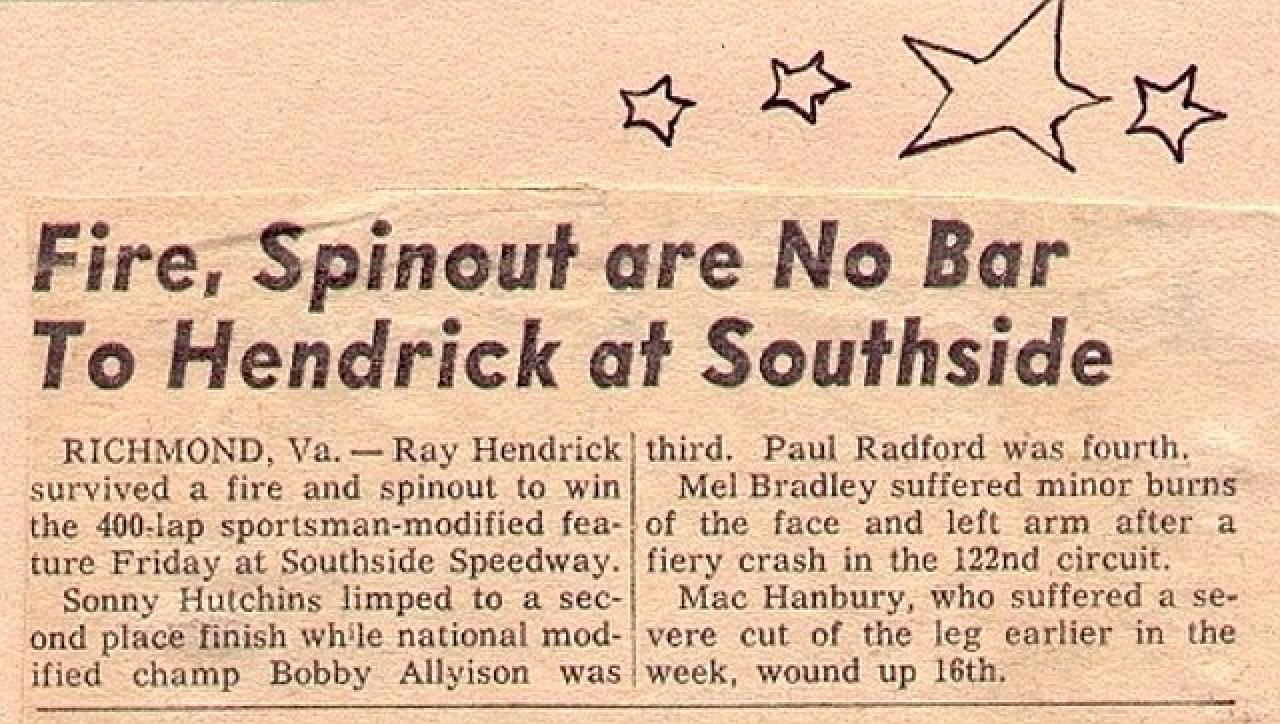 Fire, Spinout are No Bar
To Hendrick at Southside
RICHMOND, Va. — Ray Hendrick
survived a fire and spinout to win
the 400-lap sportsman-modified fea-
ture Friday at Southside Speedway.
Sonny Hutchins limped to a sec-
ond place finish while national mod-
ified champ Bobby Allyison was
third. Paul Radford was fourth.
Mel Bradley suffered minor burns
of the face and left arm after a
fiery crash in the 122nd circuit.
Mac Hanbury, who suffered a se-
vere cut of the leg earlier in the
week, wound up 16th.